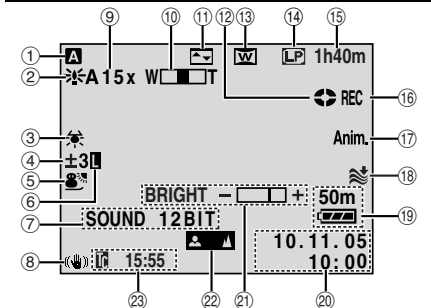 ⑨ ⑩ ⑪ ⑫ ⑬ ⑭ ⑮
① A W LP 1h40m
② A 15x W T
REC ⑯
Anim. ⑰
③
④ ±3 L
⑤ ⑱
⑥ BRIGHT - + 50m
⑦ SOUND 12BIT ⑲
10.11.05
⑧ 15:55 10:00
㉓ ㉒ ㉑ ⑳